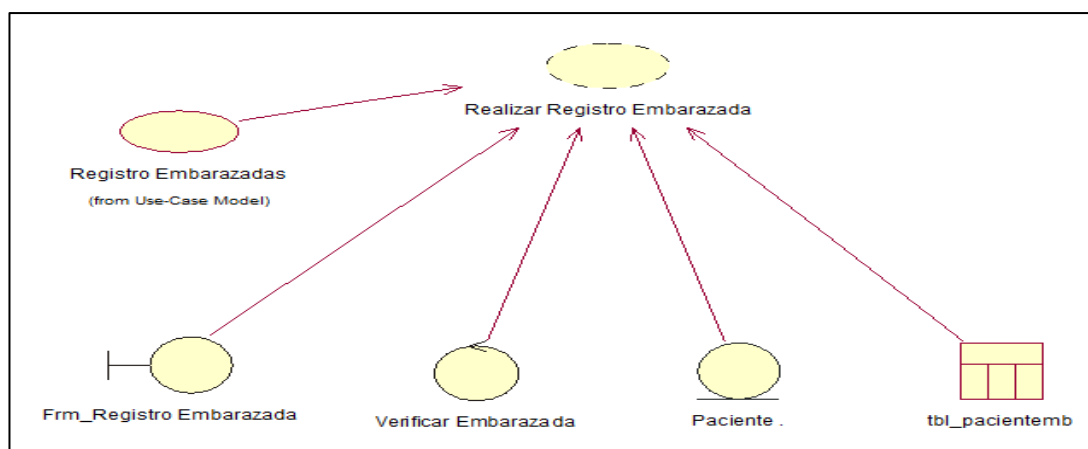 Realizar Registro Embarazada
Registro Embarazadas
(from Use-Case Model)
Frm_Registro Embarazada
Verificar Embarazada
Paciente .
tbl_pacientemb